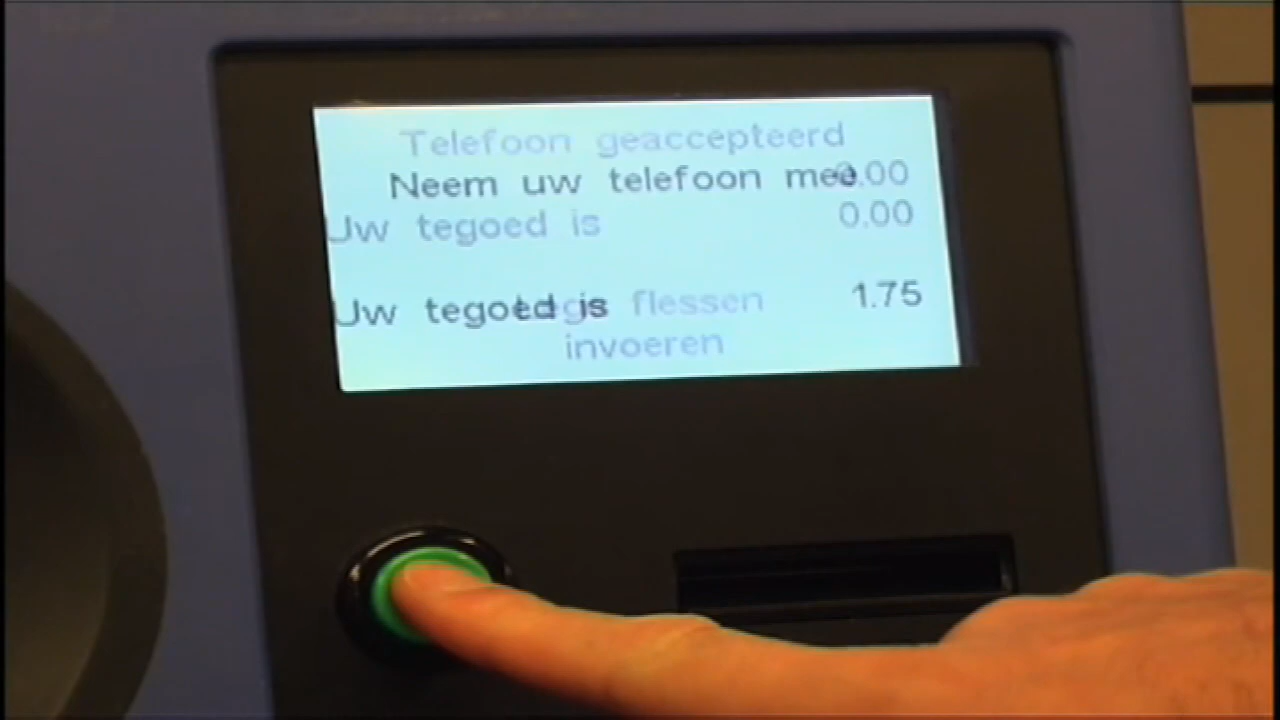 Telefoon geaccepteerd
Neem uw telefoon mee 0.00
Uw tegoed is 0.00
Uw tegoed is flessen 1.75
invoeren